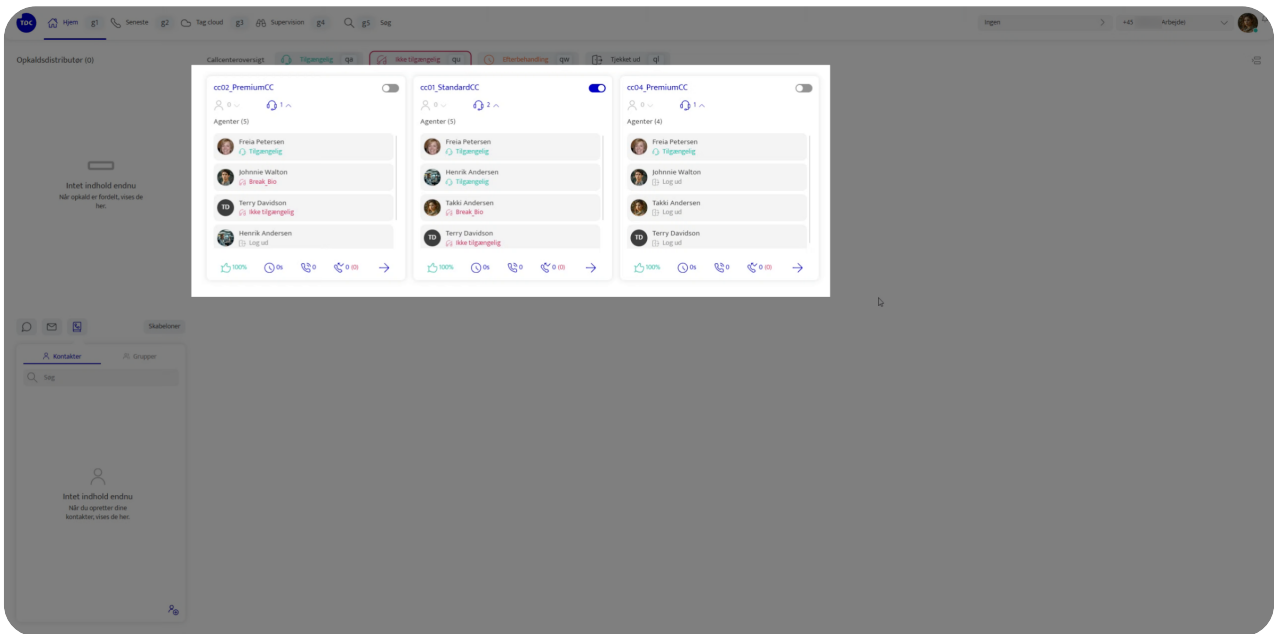 TDC Hjem g1 Seneste g2 Tag cloud g3 Supervision g4 g5 Søg Ingen +45 Arbejder
Opkaldsdistributør (0)
Callcenteroversigt Tilgængelig qa Ikke tilgængelig qu Efterbehandling qw Tjekket ud ql
cc02_PremiumCC
0 1
Agenter (5)
Freia Petersen
Tilgængelig
Johnnie Walton
Break_Bio
TD Terry Davidson
Ikke tilgængelig
Henrik Andersen
Log ud
100% 0s 0 0 (0)
cc01_StandardCC
0 2
Agenter (5)
Freia Petersen
Tilgængelig
Henrik Andersen
Tilgængelig
Takki Andersen
Break_Bio
TD Terry Davidson
Ikke tilgængelig
100% 0s 0 0 (0)
cc04_PremiumCC
0 1
Agenter (4)
Freia Petersen
Tilgængelig
Johnnie Walton
Log ud
Takki Andersen
Log ud
TD Terry Davidson
Log ud
100% 0s 0 0 (0)
Intet indhold endnu
Når opkald er fordelt, vises de
her.
Skabeloner
Kontakter Grupper
Søg
Intet indhold endnu
Når du opretter dine
kontakter, vises de her.